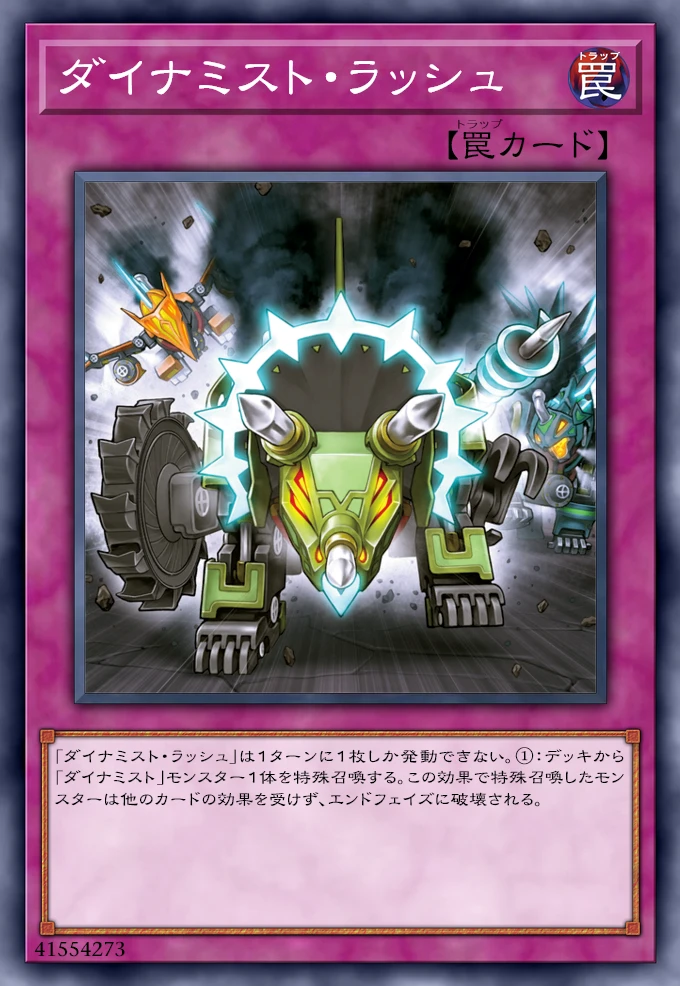 ダイナミスト・ラッシュ
トラップ
罠
トラップ
【罠カード】
「ダイナミスト・ラッシュ」は１ターンに１枚しか発動できない。①：デッキから
「ダイナミスト」モンスター１体を特殊召喚する。この効果で特殊召喚したモン
スターは他のカードの効果を受けず、エンドフェイズに破壊される。
41554273